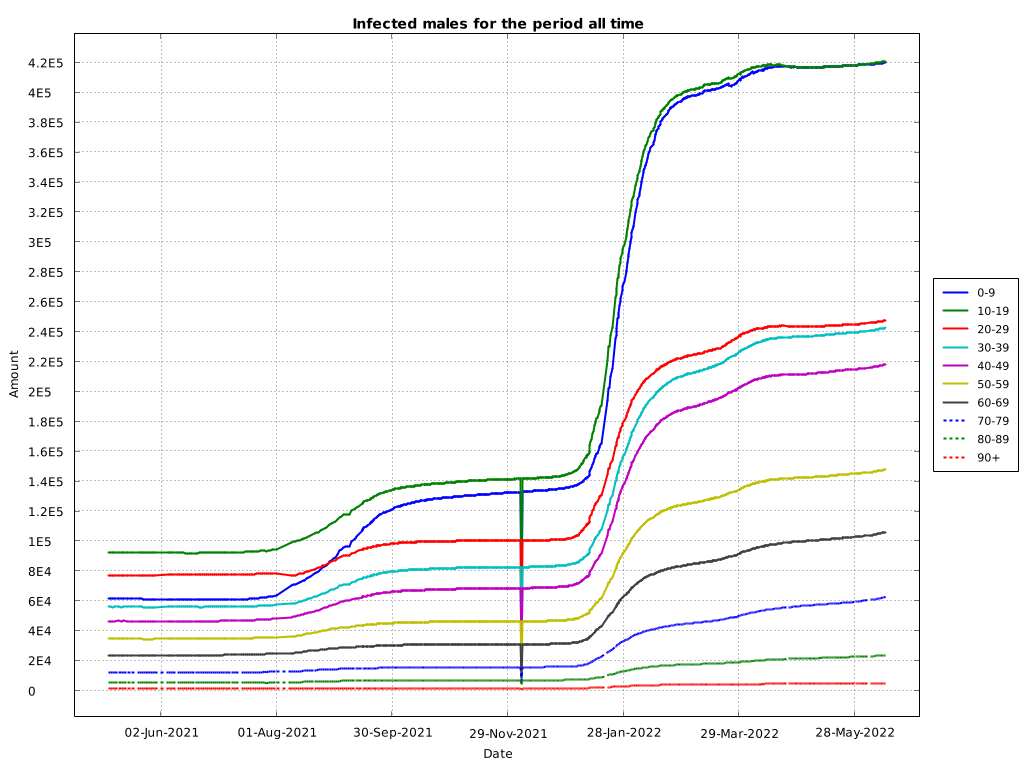 Infected males for the period all time
4.2E5
4E5
3.8E5
3.6E5
3.4E5
3.2E5
3E5
2.8E5
2.6E5
2.4E5
2.2E5
2E5
1.8E5
1.6E5
1.4E5
1.2E5
1E5
8E4
6E4
4E4
2E4
0
Amount
02-Jun-2021 01-Aug-2021 30-Sep-2021 29-Nov-2021 28-Jan-2022 29-Mar-2022 28-May-2022
Date
0-9
10-19
20-29
30-39
40-49
50-59
60-69
70-79
80-89
90+